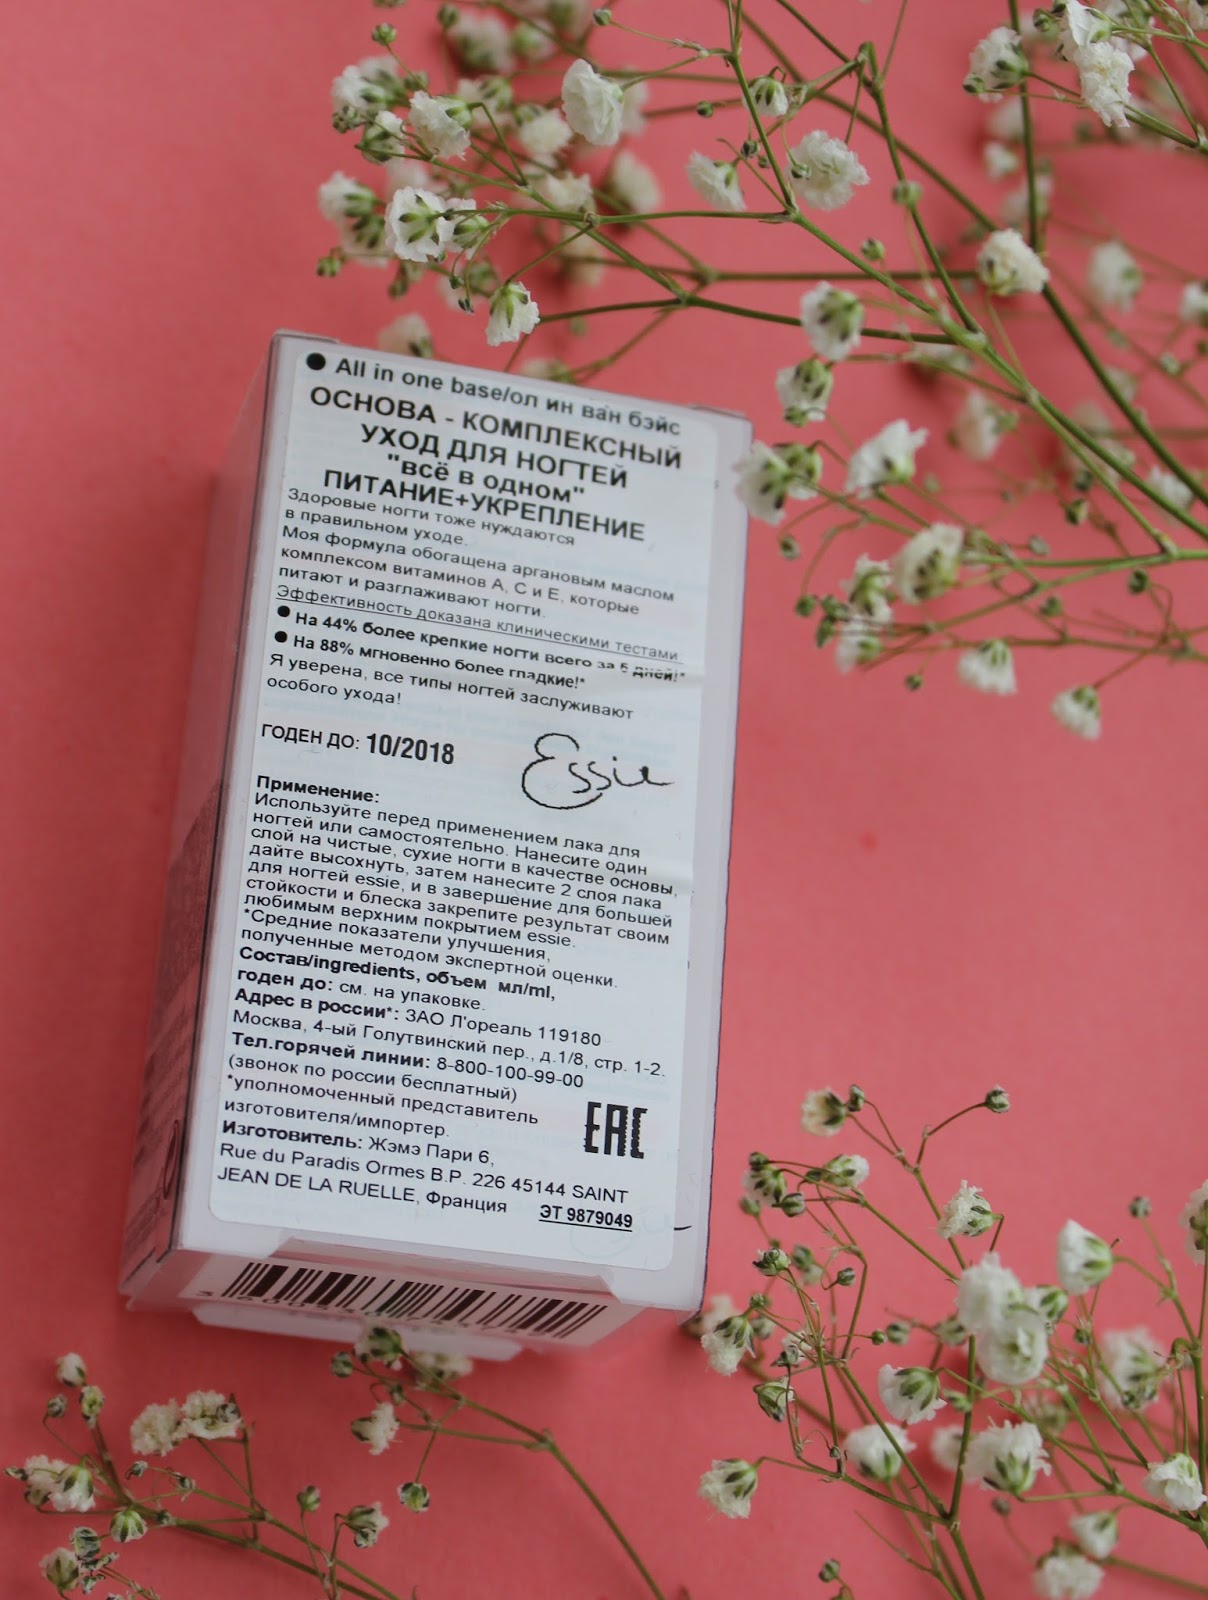 ● All in one base/ол ин ван бэйс
ОСНОВА - КОМПЛЕКСНЫЙ
УХОД ДЛЯ НОГТЕЙ
"всё в одном"
ПИТАНИЕ+УКРЕПЛЕНИЕ
Здоровые ногти тоже нуждаются
в правильном уходе.
Моя формула обогащена аргановым маслом
комплексом витаминов А, С и Е, которые
питают и разглаживают ногти.
Эффективность доказана клиническими тестами
● На 44% более крепкие ногти всего за дней!*
● На 88% мгновенно более гладкие!*
Я уверена, все типы ногтей заслуживают
особого ухода!
ГОДЕН ДО: 10/2018
Essie
Применение:
Используйте перед применением лака для
ногтей или самостоятельно. Нанесите один
слой на чистые, сухие ногти в качестве основы,
дайте высохнуть, затем нанесите 2 слоя лака
для ногтей essie, и в завершение для большей
стойкости и блеска закрепите результат своим
любимым верхним покрытием essie.
*Средние показатели улучшения,
полученные методом экспертной оценки.
Состав/ingredients, объем мл/ml,
годен до: см. на упаковке.
Адрес в россии*: ЗАО Л'ореаль 119180
Москва, 4-ый Голутвинский пер., д.1/8, стр. 1-2.
Тел.горячей линии: 8-800-100-99-00
(звонок по россии бесплатный)
*уполномоченный представитель
изготовителя/импортер.
EAC
Изготовитель: Жэмэ Пари 6,
Rue du Paradis Ormes B.P. 226 45144 SAINT
JEAN DE LA RUELLE, Франция
ЭТ 9879049